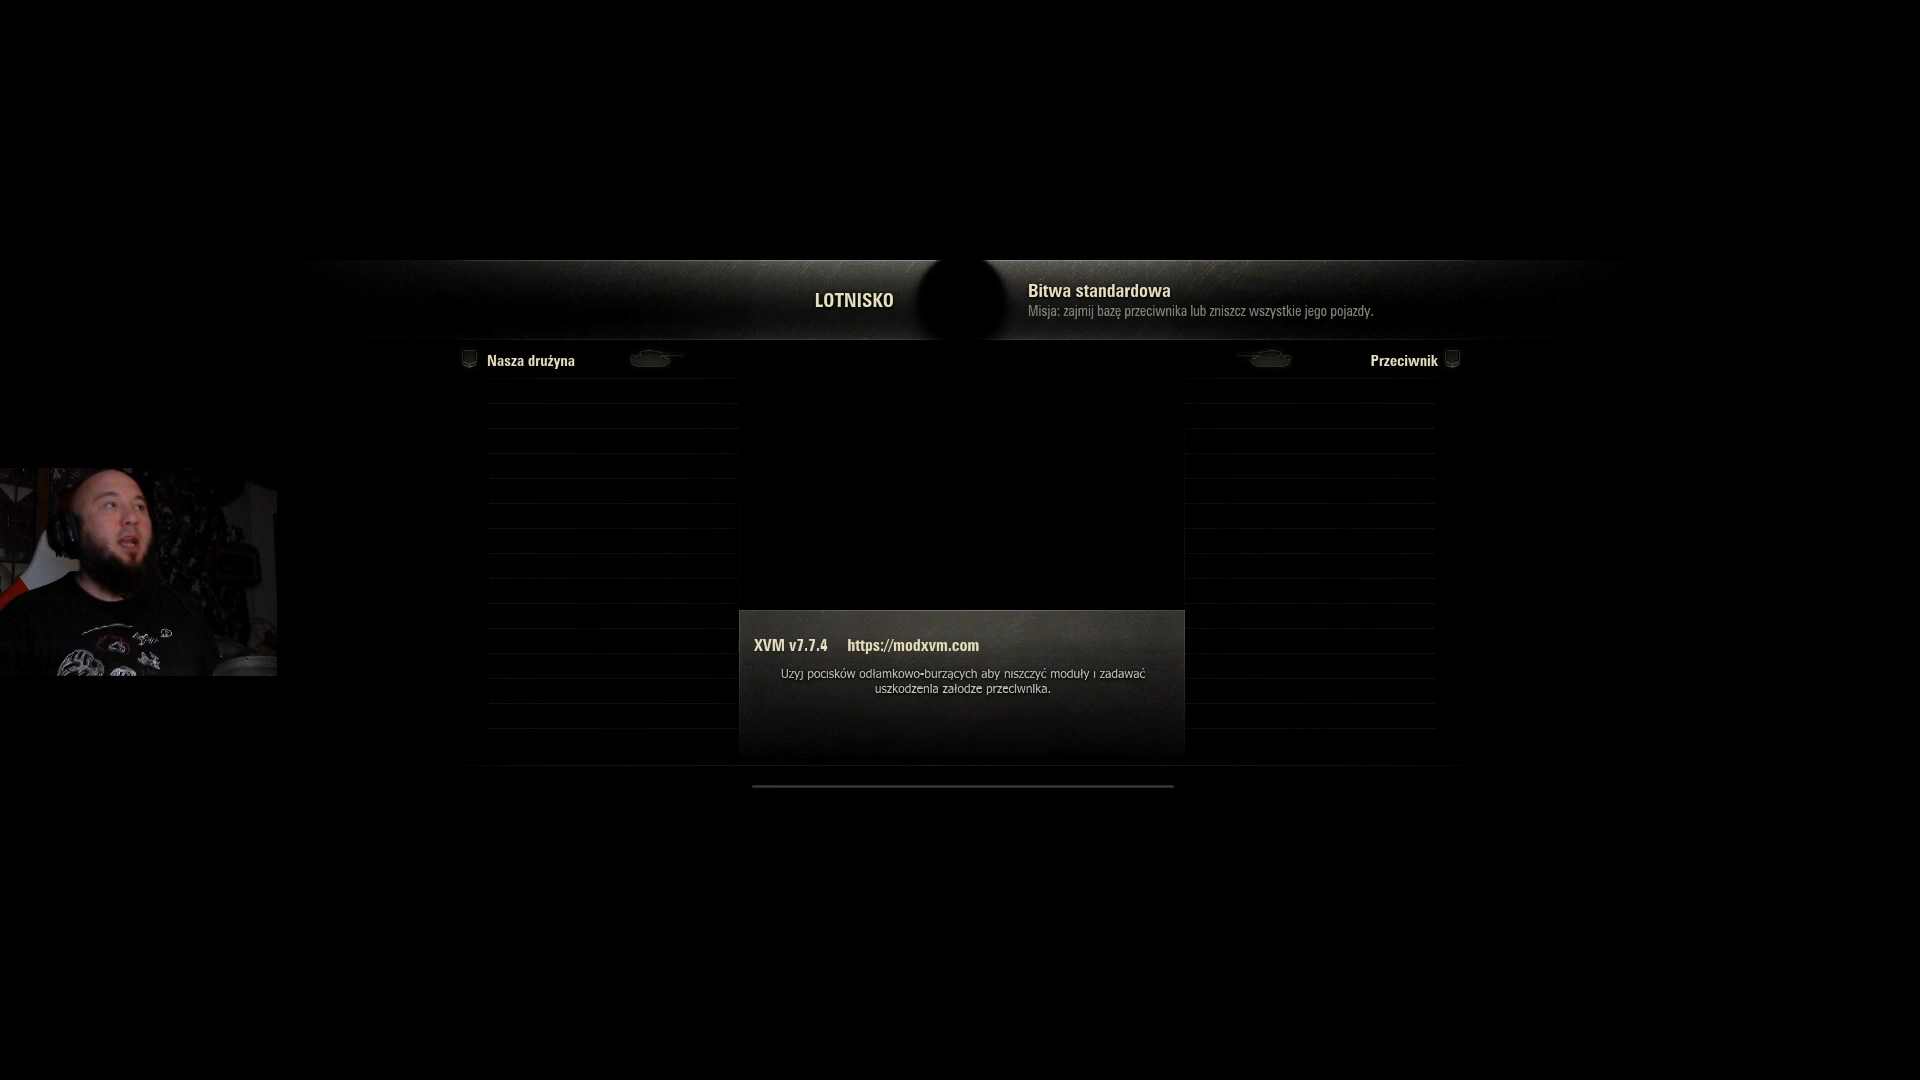 LOTNISKO
Bitwa standardowa
Misja: zajmij bazę przeciwnika lub zniszcz wszystkie jego pojazdy.
Nasza drużyna
Przeciwnik
XVM v7.7.4 https://modxvm.com
Użyj pocisków odłamkowo-burzących aby niszczyć moduły i zadawać
uszkodzenia załodze przeciwnika.